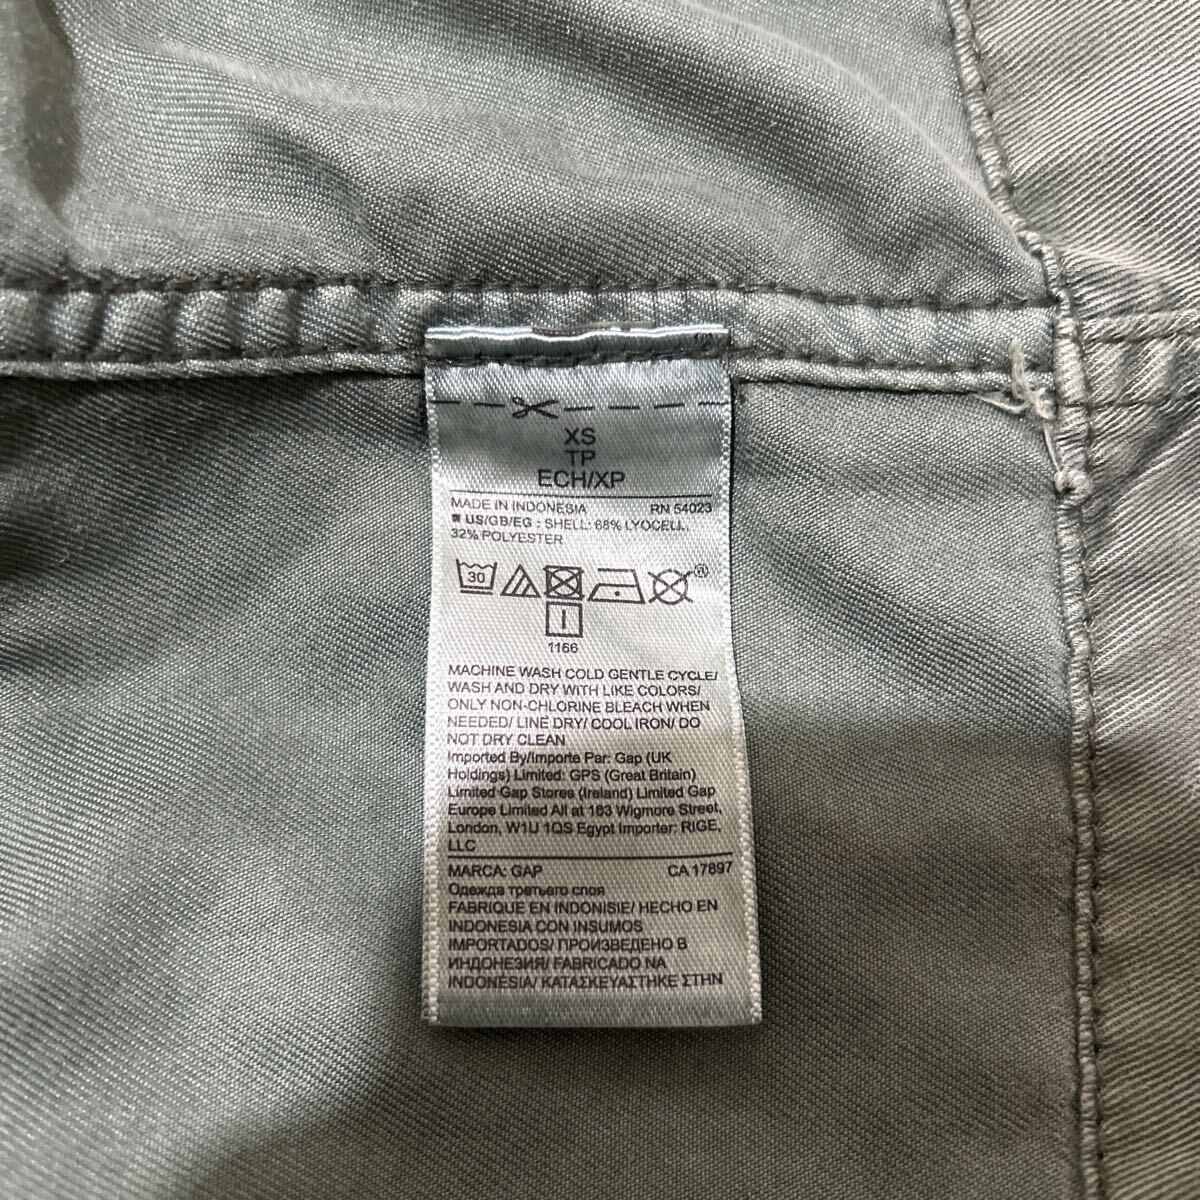 XS
TP
ECH/XP
MADE IN INDONESIA RN 54023
US/GB/EG : SHELL: 68% LYOCELL,
32% POLYESTER
30
®
1166
MACHINE WASH COLD GENTLE CYCLE/
WASH AND DRY WITH LIKE COLORS/
ONLY NON-CHLORINE BLEACH WHEN
NEEDED/ LINE DRY/ COOL IRON/ DO
NOT DRY CLEAN
Imported By/Importe Par: Gap (UK
Holdings) Limited: GPS (Great Britain)
Limited Gap Stores (Ireland) Limited Gap
Europe Limited All at 163 Wigmore Street,
London, W1U 1QS Egypt Importer: RIGE,
LLC
MARCA: GAP CA 17897
Одежда третьего слоя
FABRIQUE EN INDONISIE/ HECHO EN
INDONESIA CON INSUMOS
IMPORTADOS/ ПРОИЗВЕДЕНО В
ИНДОНЕЗИЯ/ FABRICADO NA
INDONÉSIA/ ΚΑΤΑΣΚΕΥΑΣΤΗΚΕ ΣΤΗΝ